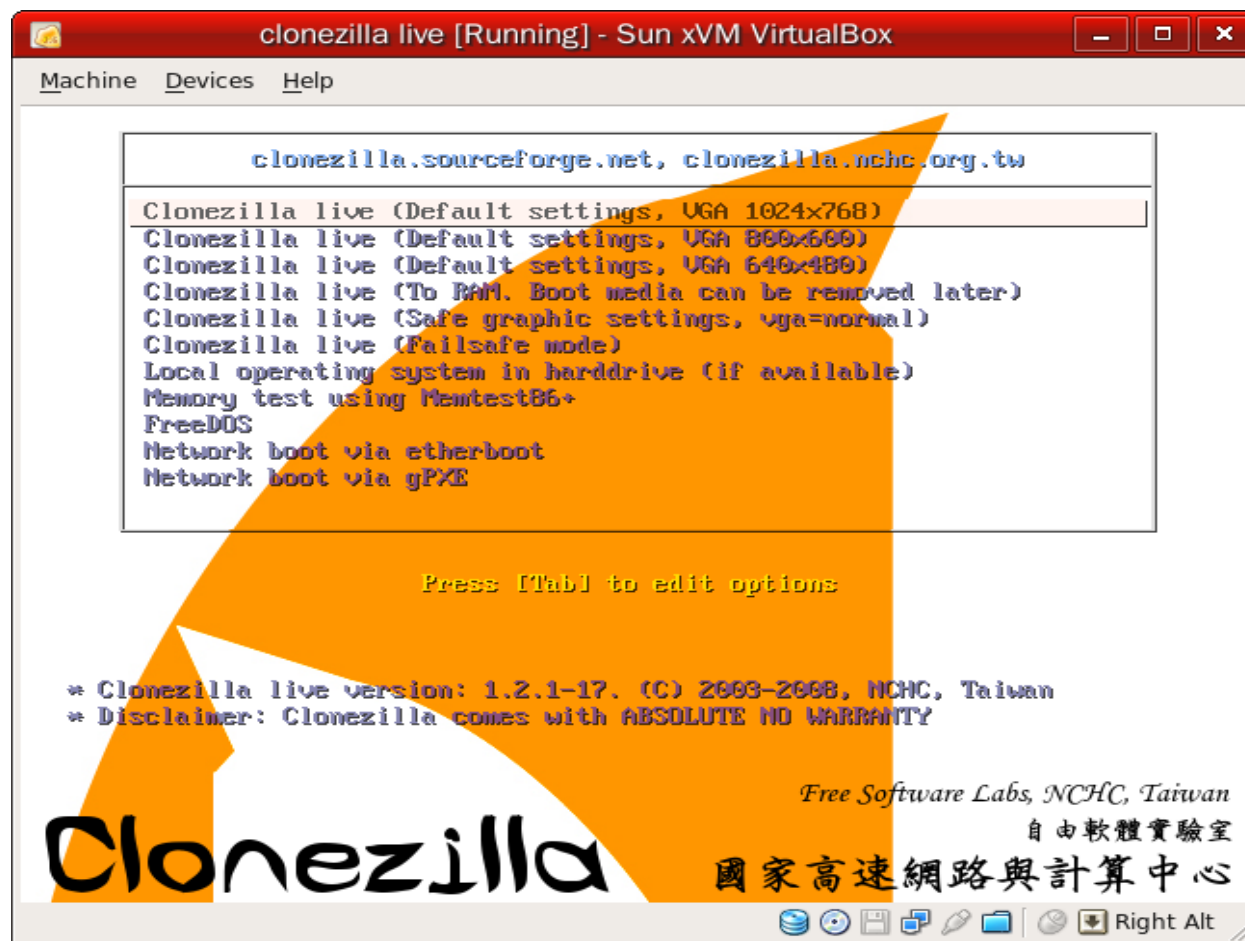 clonezilla live [Running] - Sun xVM VirtualBox
Machine Devices Help
clonezilla.sourceforge.net, clonezilla.nchc.org.tw
Clonezilla live (Default settings, VGA 1024x768)
Clonezilla live (Default settings, VGA 800x600)
Clonezilla live (Default settings, VGA 640x480)
Clonezilla live (To RAM. Boot media can be removed later)
Clonezilla live (Safe graphic settings, vga=normal)
Clonezilla live (Failsafe mode)
Local operating system in harddrive (if available)
Memory test using Memtest86+
FreeDOS
Network boot via etherboot
Network boot via gPXE
Press [Tab] to edit options
* Clonezilla live version: 1.2.1-17. (C) 2003-2008, NCHC, Taiwan
* Disclaimer: Clonezilla comes with ABSOLUTE NO WARRANTY
Free Software Labs, NCHC, Taiwan
自由軟體實驗室
Clonezilla
國家高速網路與計算中心
Right Alt